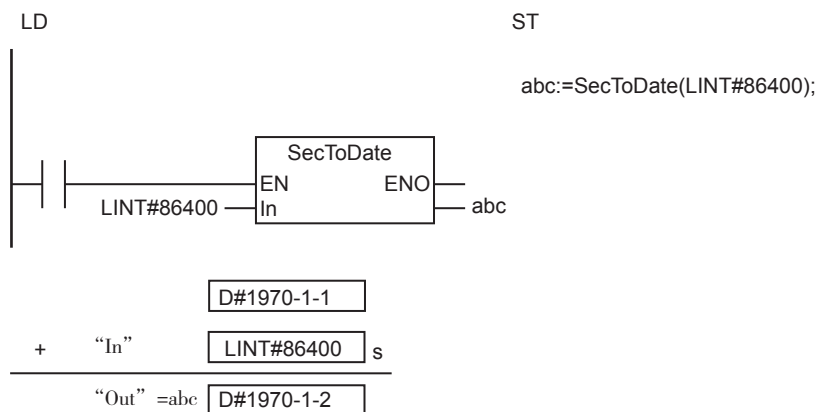 LD
ST
abc:=SecToDate(LINT#86400);
SecToDate
EN ENO
LINT#86400 In abc
D#1970-1-1
+ “In” LINT#86400 s
“Out” =abc D#1970-1-2